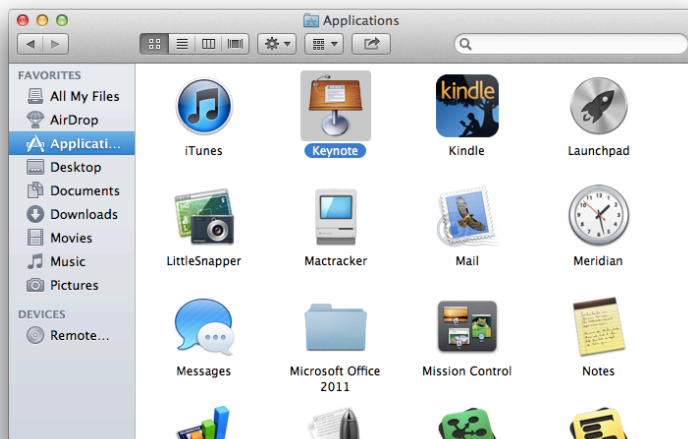 Applications
FAVORITES
All My Files
AirDrop
Applicati...
Desktop
Documents
Downloads
Movies
Music
Pictures
DEVICES
Remote...
kindle
iTunes
Keynote
Kindle
Launchpad
LittleSnapper
Mactracker
Mail
Meridian
Messages
Microsoft Office
2011
Mission Control
Notes